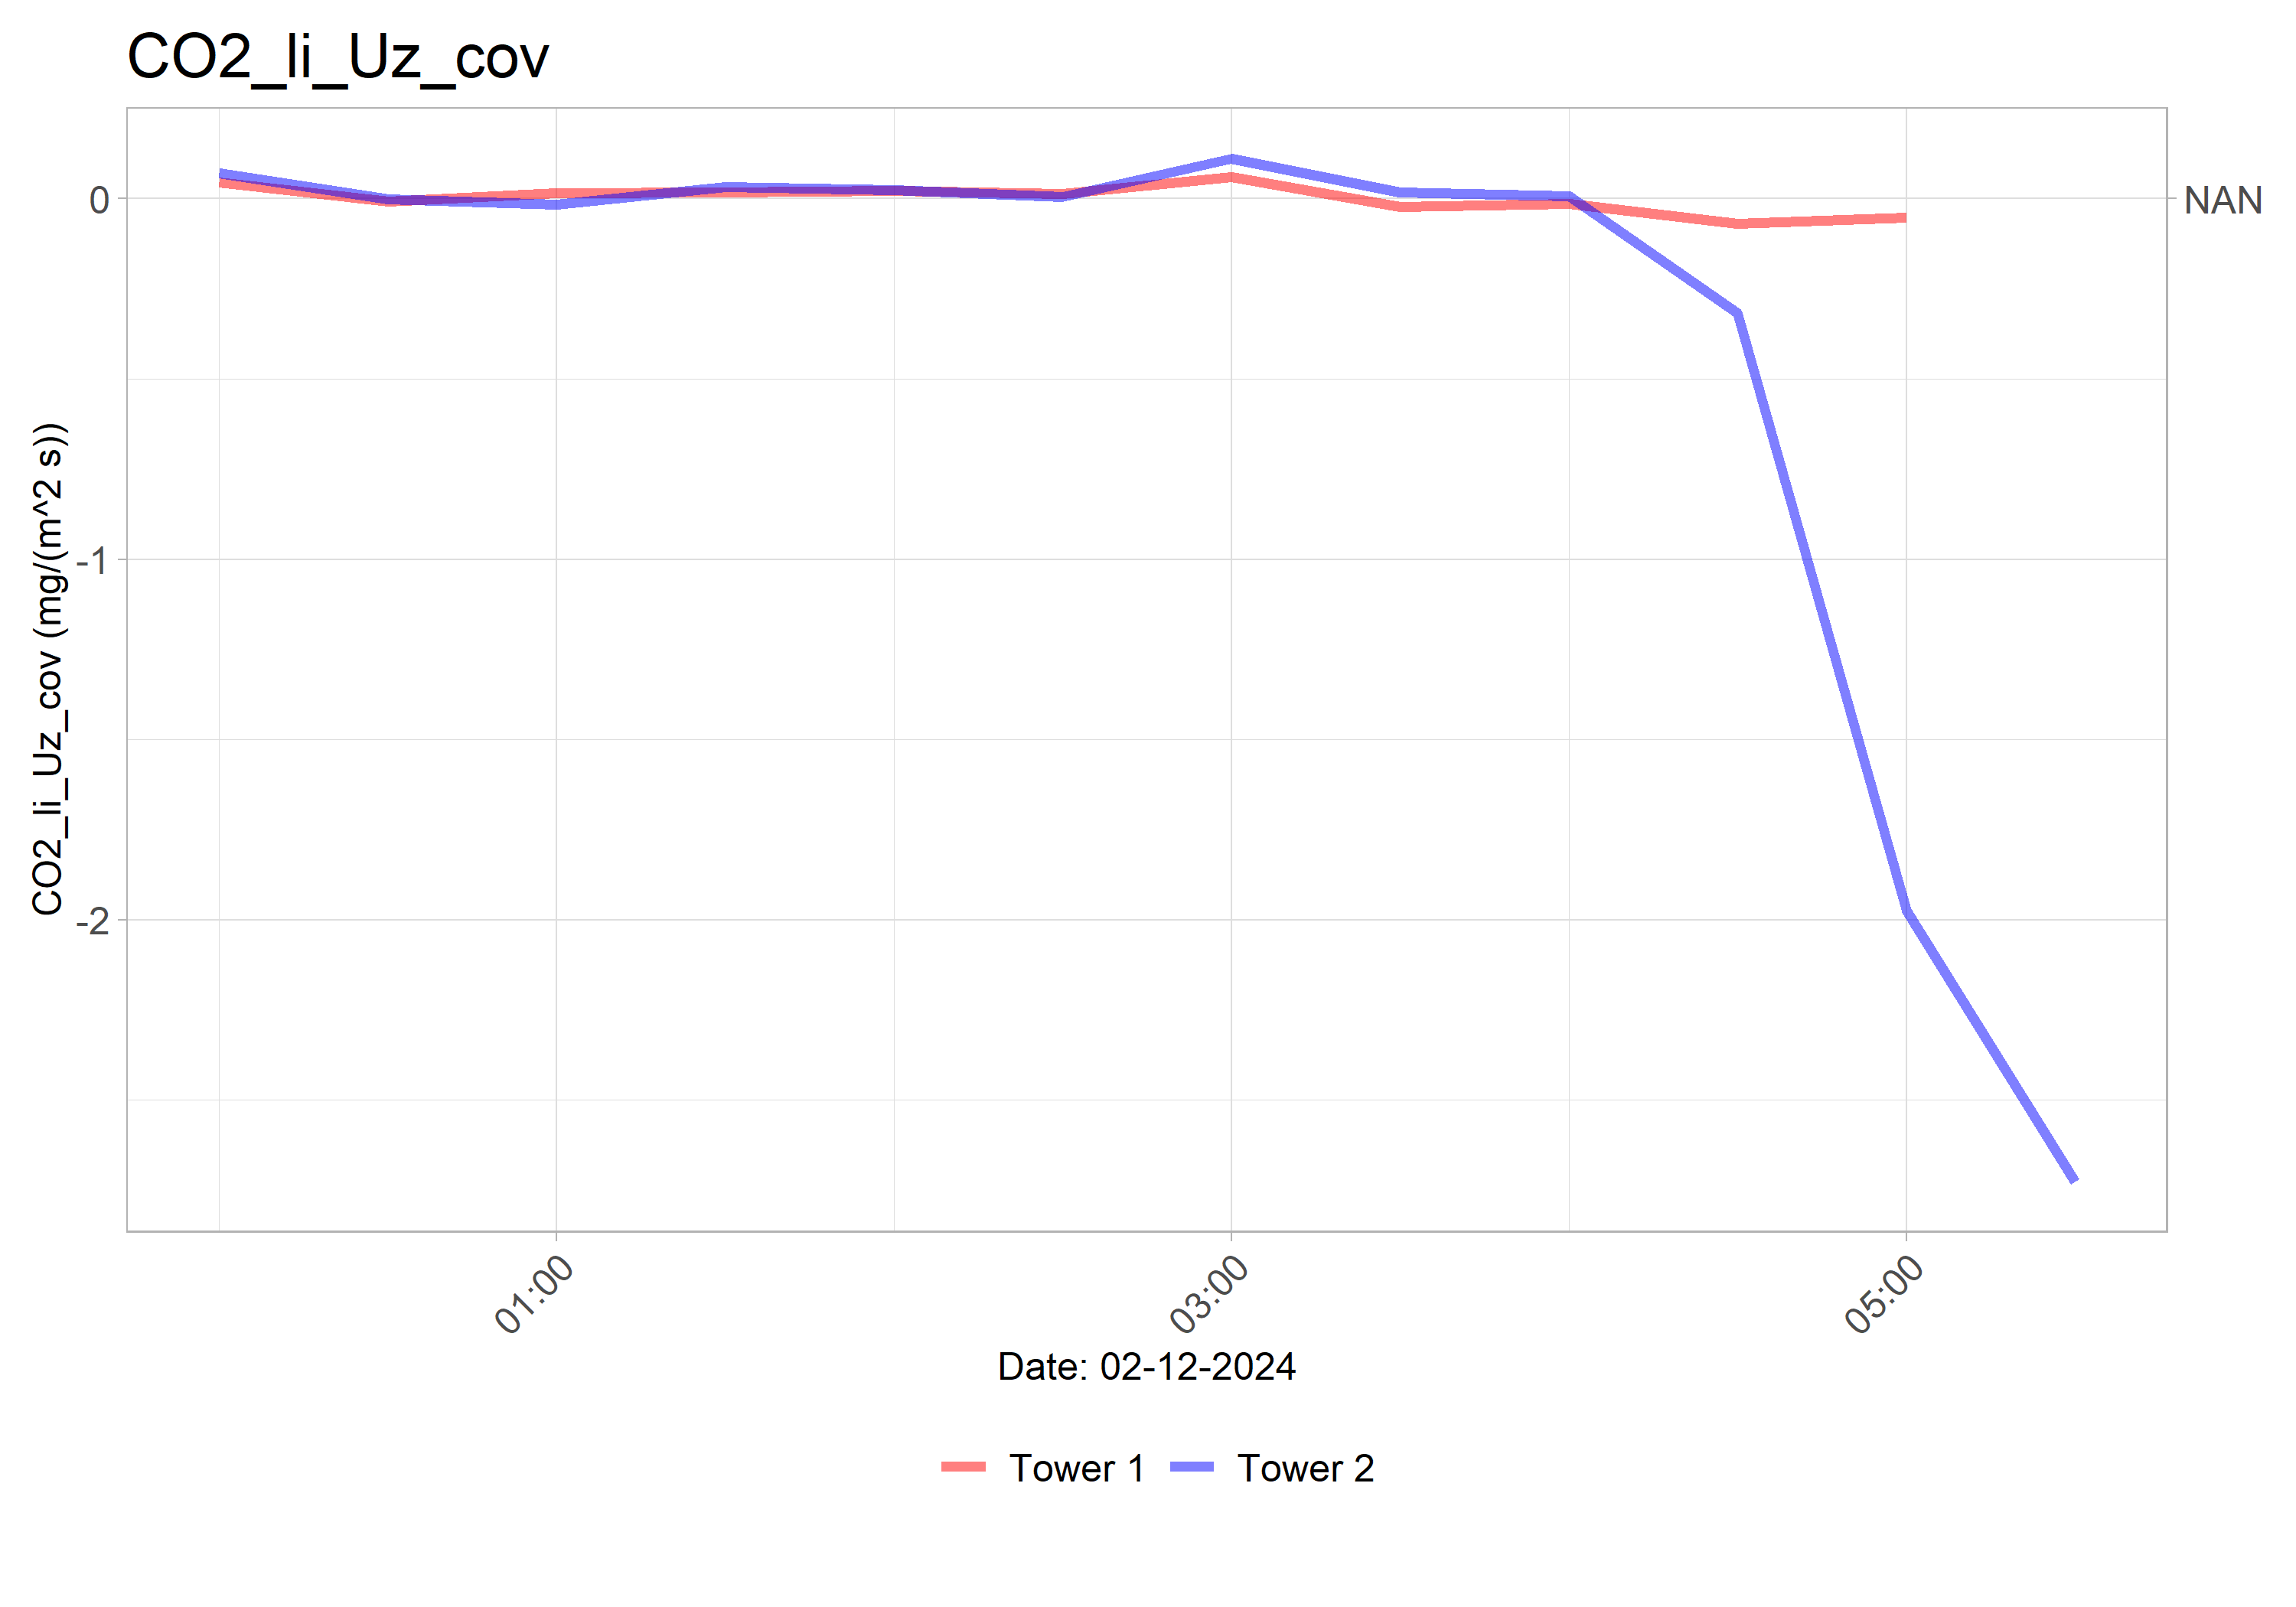 CO2_li_Uz_cov
CO2_li_Uz_cov (mg/(m^2 s))
0
-1
-2
NAN
01:00
03:00
05:00
Date: 02-12-2024
Tower 1
Tower 2